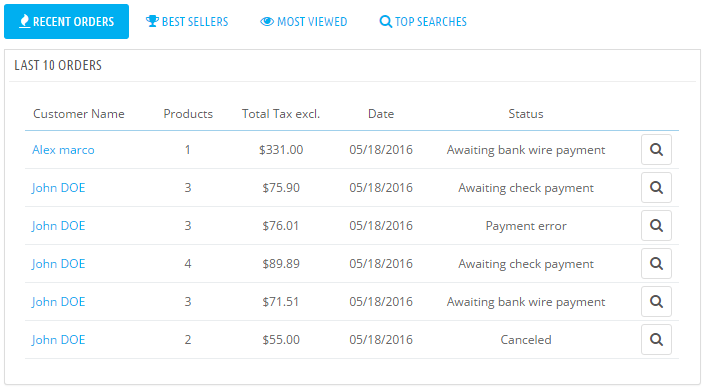 RECENT ORDERS BEST SELLERS MOST VIEWED TOP SEARCHES
LAST 10 ORDERS
Customer Name Products Total Tax excl. Date Status
Alex marco 1 $331.00 05/18/2016 Awaiting bank wire payment
John DOE 3 $75.90 05/18/2016 Awaiting check payment
John DOE 3 $76.01 05/18/2016 Payment error
John DOE 4 $89.89 05/18/2016 Awaiting check payment
John DOE 3 $71.51 05/18/2016 Awaiting bank wire payment
John DOE 2 $55.00 05/18/2016 Canceled